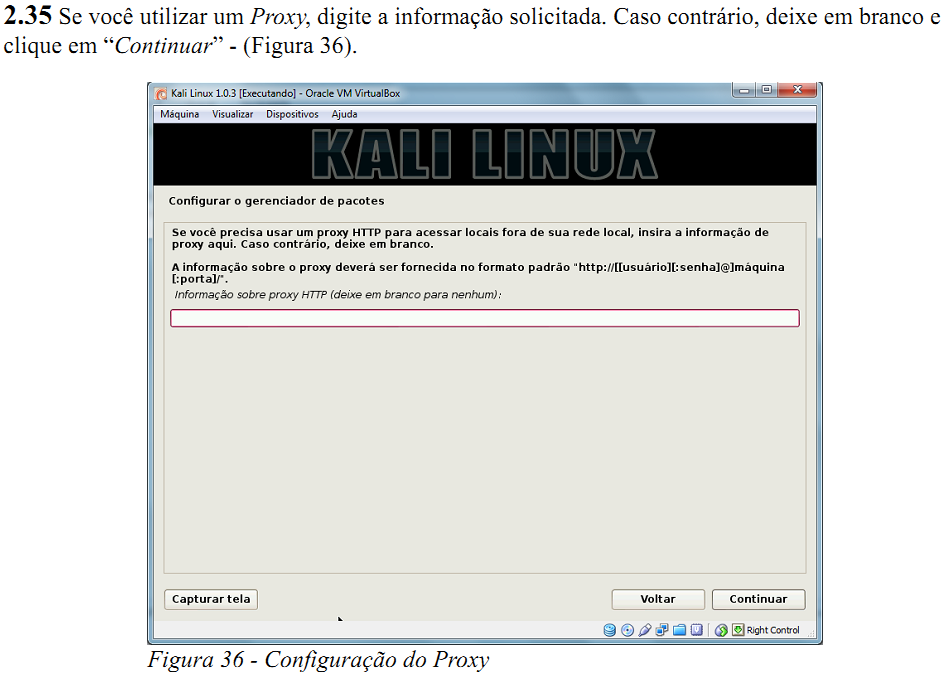 2.35 Se você utilizar um Proxy, digite a informação solicitada. Caso contrário, deixe em branco e
clique em “Continuar” - (Figura 36).
Kali Linux 1.0.3 [Executando] - Oracle VM VirtualBox
Máquina Visualizar Dispositivos Ajuda
KALI LINUX
Configurar o gerenciador de pacotes
Se você precisa usar um proxy HTTP para acessar locais fora de sua rede local, insira a informação de
proxy aqui. Caso contrário, deixe em branco.
A informação sobre o proxy deverá ser fornecida no formato padrão "http://[[usuário][:senha]@]máquina
[:porta]/".
Informação sobre proxy HTTP (deixe em branco para nenhum):
Capturar tela Voltar Continuar
Right Control
Figura 36 - Configuração do Proxy